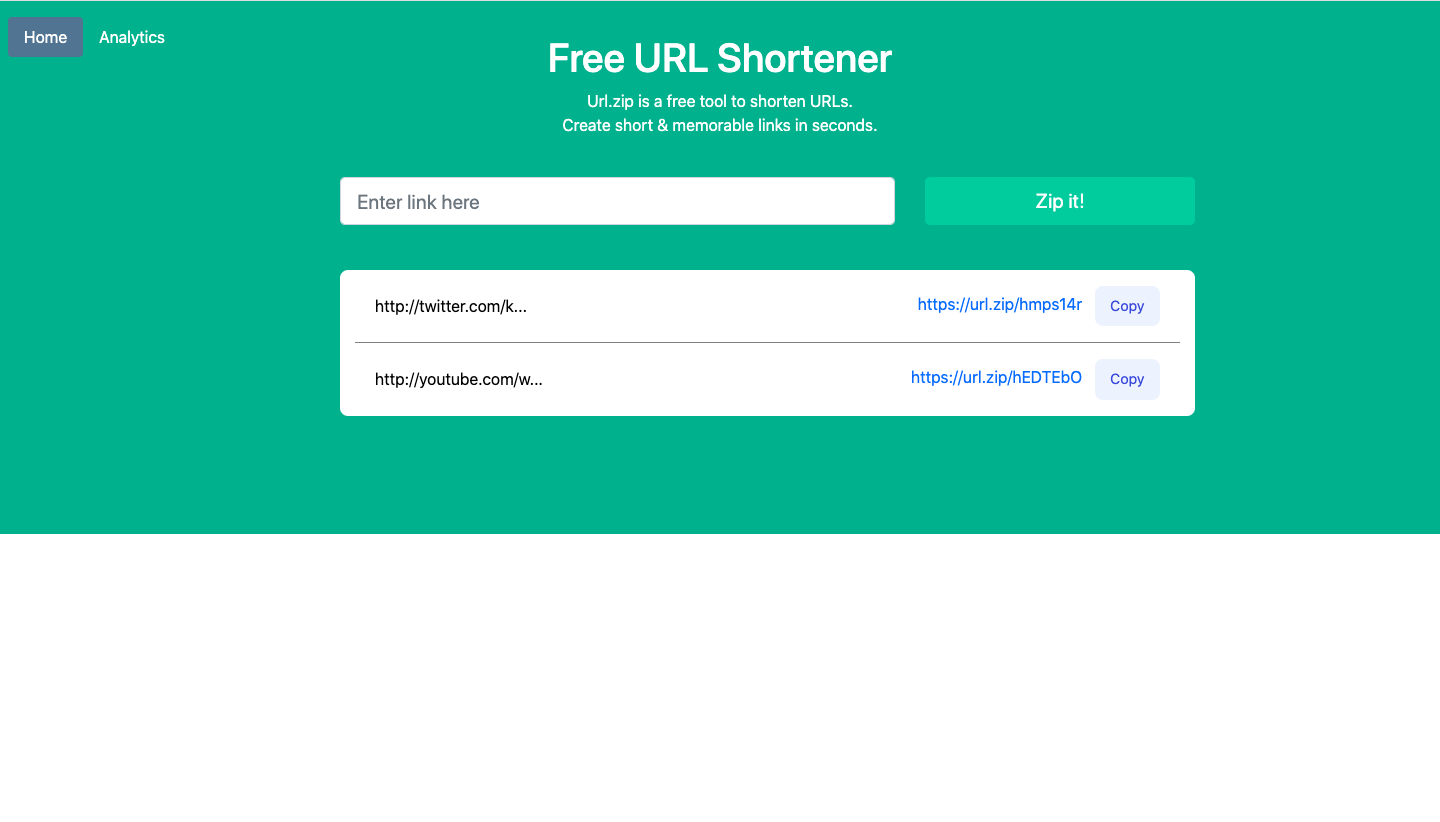 Home Analytics
Free URL Shortener
Url.zip is a free tool to shorten URLs.
Create short & memorable links in seconds.
Enter link here Zip it!
http://twitter.com/k... https://url.zip/hmps14r Copy
http://youtube.com/w... https://url.zip/hEDTEbO Copy